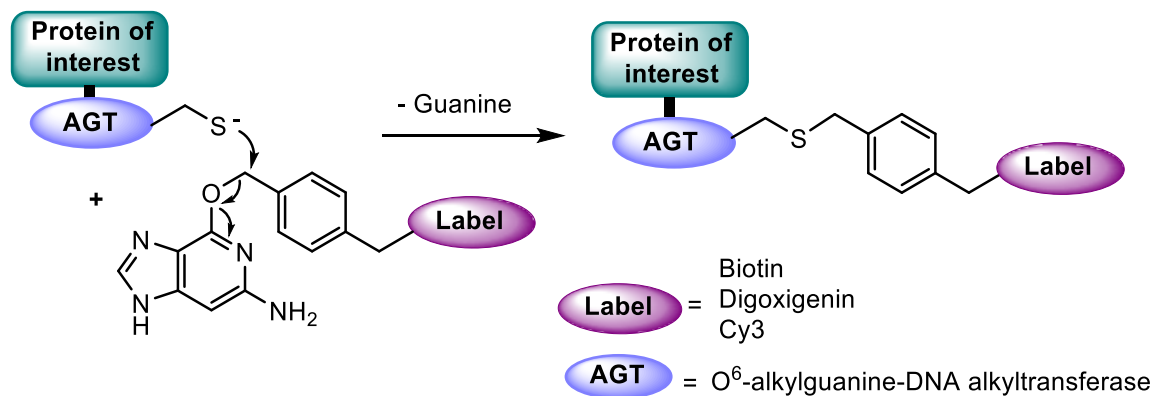 Protein of
interest
AGT
S-
+
O
N
N
N
H
NH2
Label
- Guanine
Protein of
interest
AGT
S
Label
Label = Biotin
Digoxigenin
Cy3
AGT = O6-alkylguanine-DNA alkyltransferase